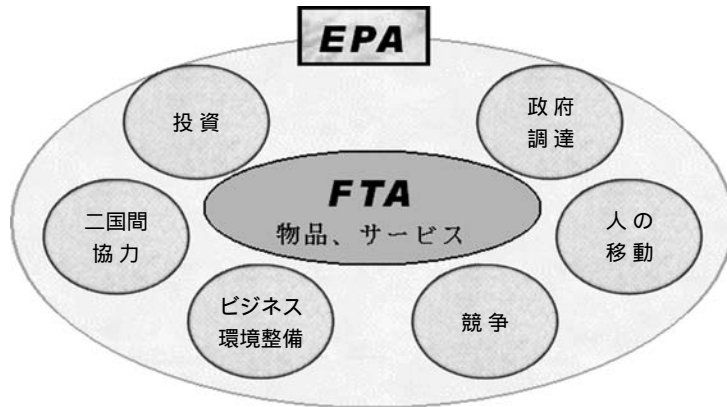 EPA
投資
政府
調達
FTA
物品、サービス
二国間
協力
人の
移動
ビジネス
環境整備
競争